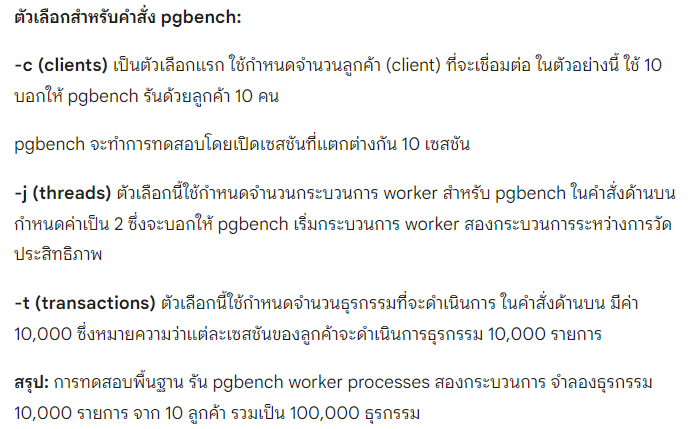 ตัวเลือกสำหรับคำสั่ง pgbench:
-c (clients) เป็นตัวเลือกแรก ใช้กำหนดจำนวนลูกค้า (client) ที่จะเชื่อมต่อ ในตัวอย่างนี้ ใช้ 10
บอกให้ pgbench รันด้วยลูกค้า 10 คน
pgbench จะทำการทดสอบโดยเปิดเซสชันที่แตกต่างกัน 10 เซสชัน
-j (threads) ตัวเลือกนี้ใช้กำหนดจำนวนกระบวนการ worker สำหรับ pgbench ในคำสั่งด้านบน
กำหนดค่าเป็น 2 ซึ่งจะบอกให้ pgbench เริ่มกระบวนการ worker สองกระบวนการระหว่างการวัด
ประสิทธิภาพ
-t (transactions) ตัวเลือกนี้ใช้กำหนดจำนวนธุรกรรมที่จะดำเนินการ ในคำสั่งด้านบน มีค่า
10,000 ซึ่งหมายความว่าแต่ละเซสชันของลูกค้าจะดำเนินการธุรกรรม 10,000 รายการ
สรุป: การทดสอบพื้นฐาน รัน pgbench worker processes สองกระบวนการ จำลองธุรกรรม
10,000 รายการ จาก 10 ลูกค้า รวมเป็น 100,000 ธุรกรรม